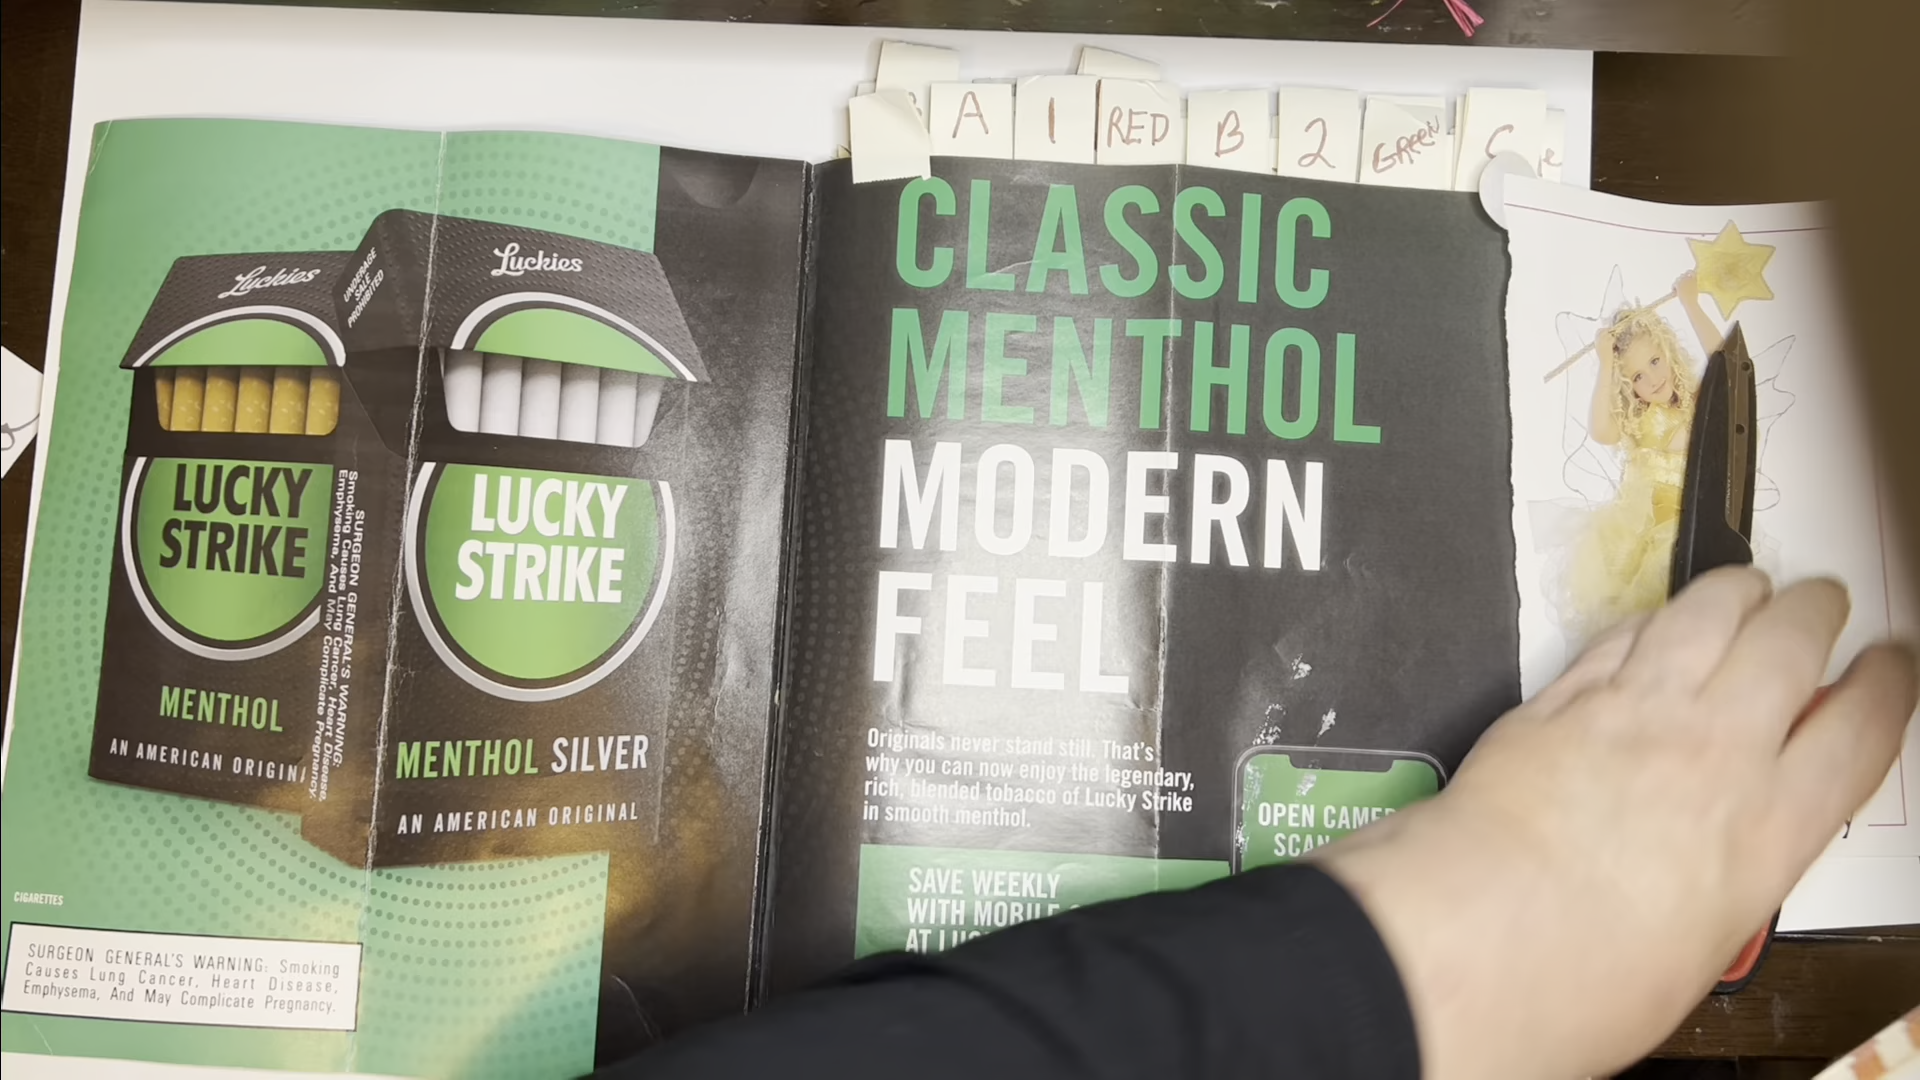 A
1
RED
B
2
GREEN
C
Luckies
UNDERAGE
SALE
PROHIBITED
Luckies
LUCKY
STRIKE
MENTHOL
AN AMERICAN ORIGIN
SURGEON GENERAL'S WARNING:
Smoking Causes Lung Cancer, Heart Disease,
Emphysema, And May Complicate Pregnancy.
LUCKY
STRIKE
MENTHOL SILVER
AN AMERICAN ORIGINAL
CIGARETTES
SURGEON GENERAL'S WARNING: Smoking
Causes Lung Cancer, Heart Disease,
Emphysema, And May Complicate Pregnancy.
CLASSIC
MENTHOL
MODERN
FEEL
Originals never stand still. That's
why you can now enjoy the legendary,
rich, blended tobacco of Lucky Strike
in smooth menthol.
OPEN CAMER
SCAN
SAVE WEEKLY
WITH MOBILE
AT LUC